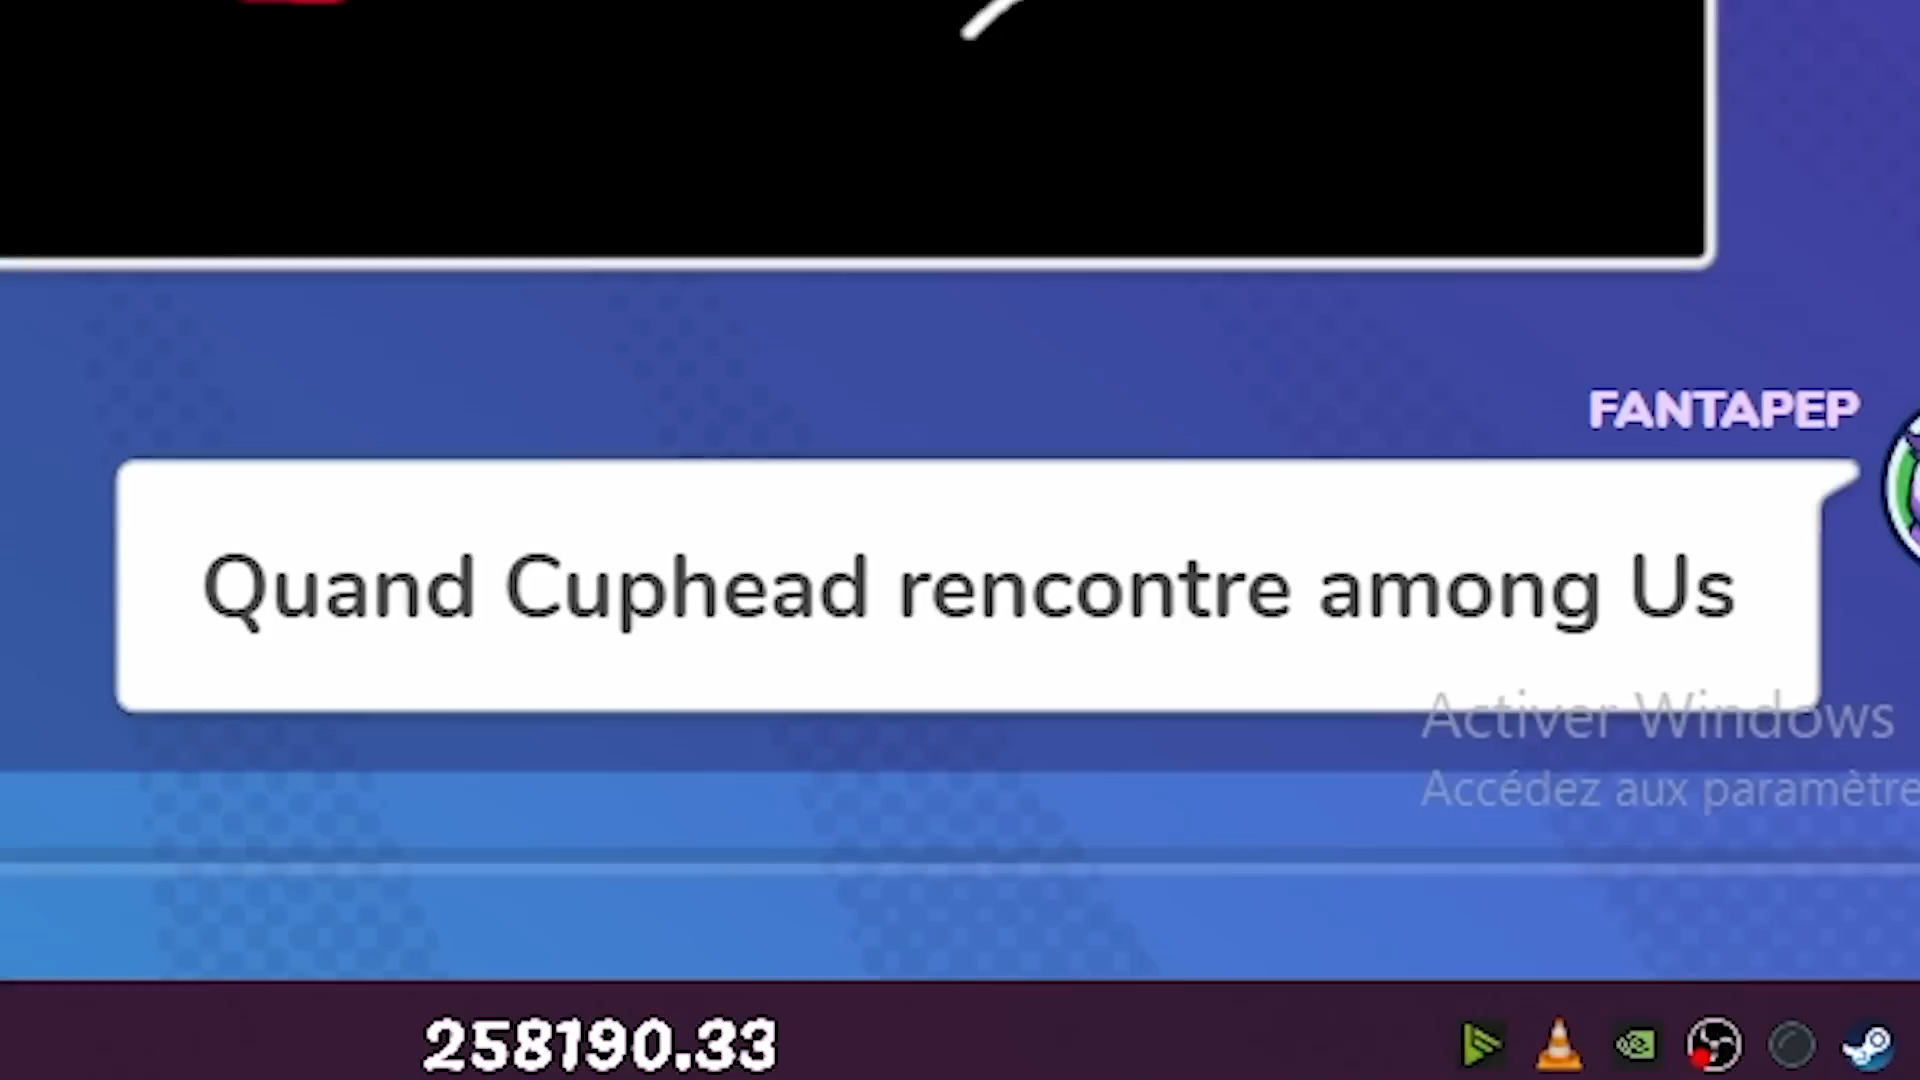 FANTAPEP
Quand Cuphead rencontre among Us
Activer Windows
Accédez aux paramètre
258190.33